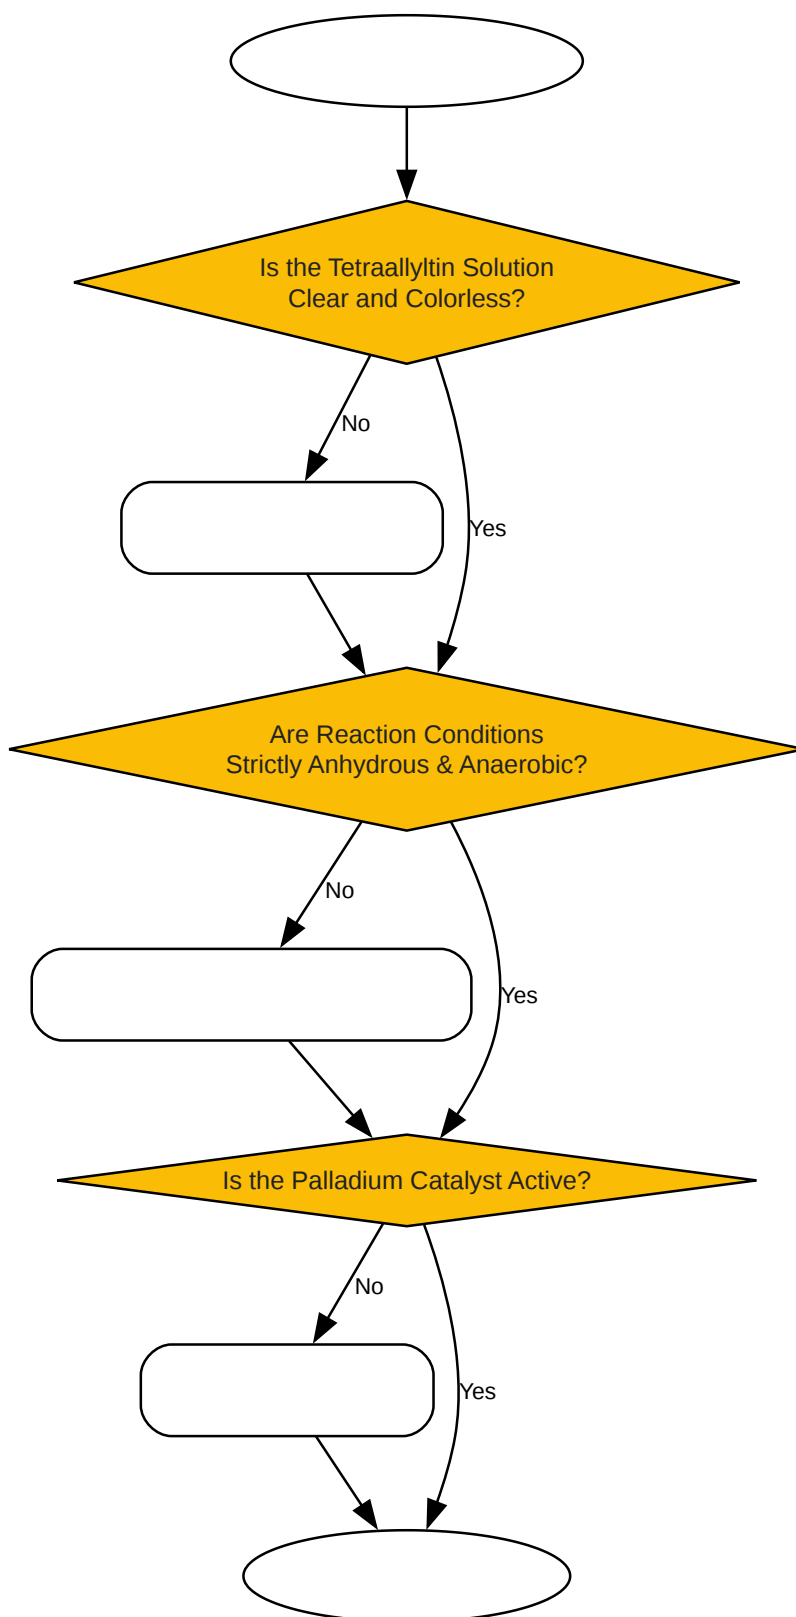 Is the Tetraallyltin Solution
Clear and Colorless?
No
Yes
Are Reaction Conditions
Strictly Anhydrous & Anaerobic?
No
Yes
Is the Palladium Catalyst Active?
No
Yes